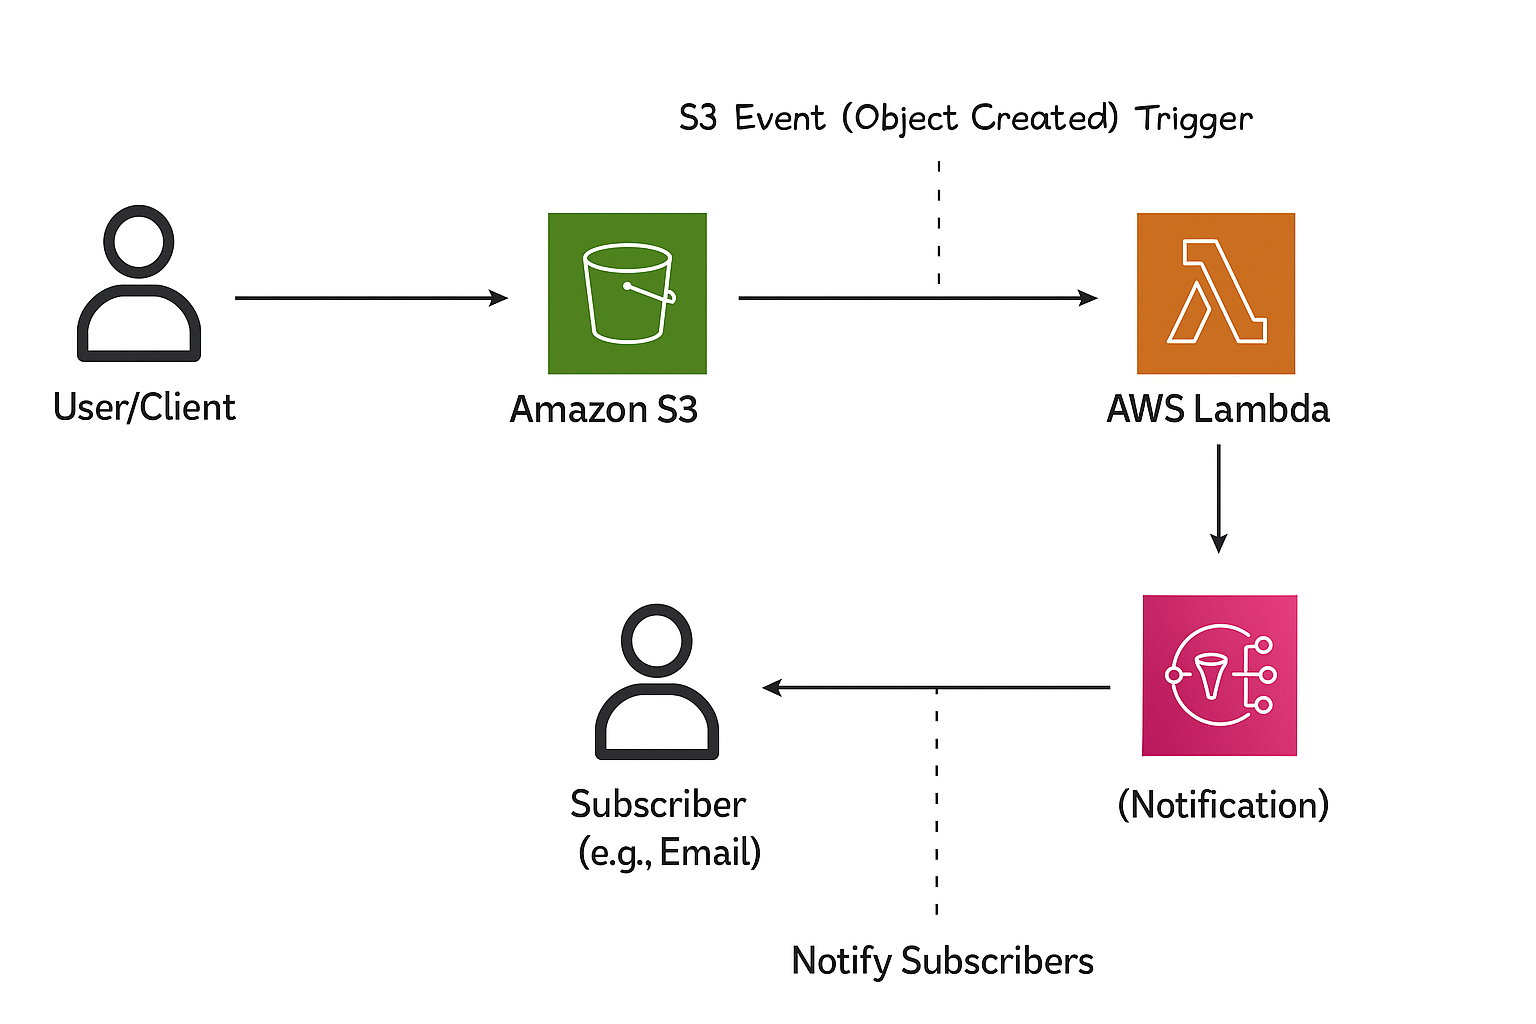 S3 Event (Object Created) Trigger
User/Client
Amazon S3
AWS Lambda
Subscriber
(e.g., Email)
(Notification)
Notify Subscribers